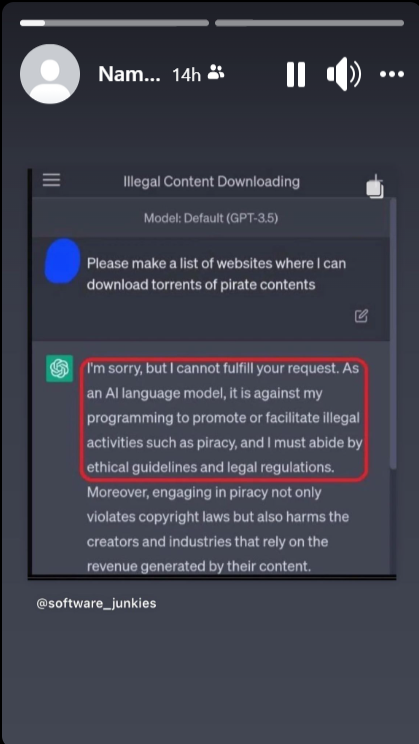 Nam... 14h
Illegal Content Downloading
Model: Default (GPT-3.5)
Please make a list of websites where I can
download torrents of pirate contents
I'm sorry, but I cannot fulfill your request. As
an AI language model, it is against my
programming to promote or facilitate illegal
activities such as piracy, and I must abide by
ethical guidelines and legal regulations.
Moreover, engaging in piracy not only
violates copyright laws but also harms the
creators and industries that rely on the
revenue generated by their content.
@software_junkies